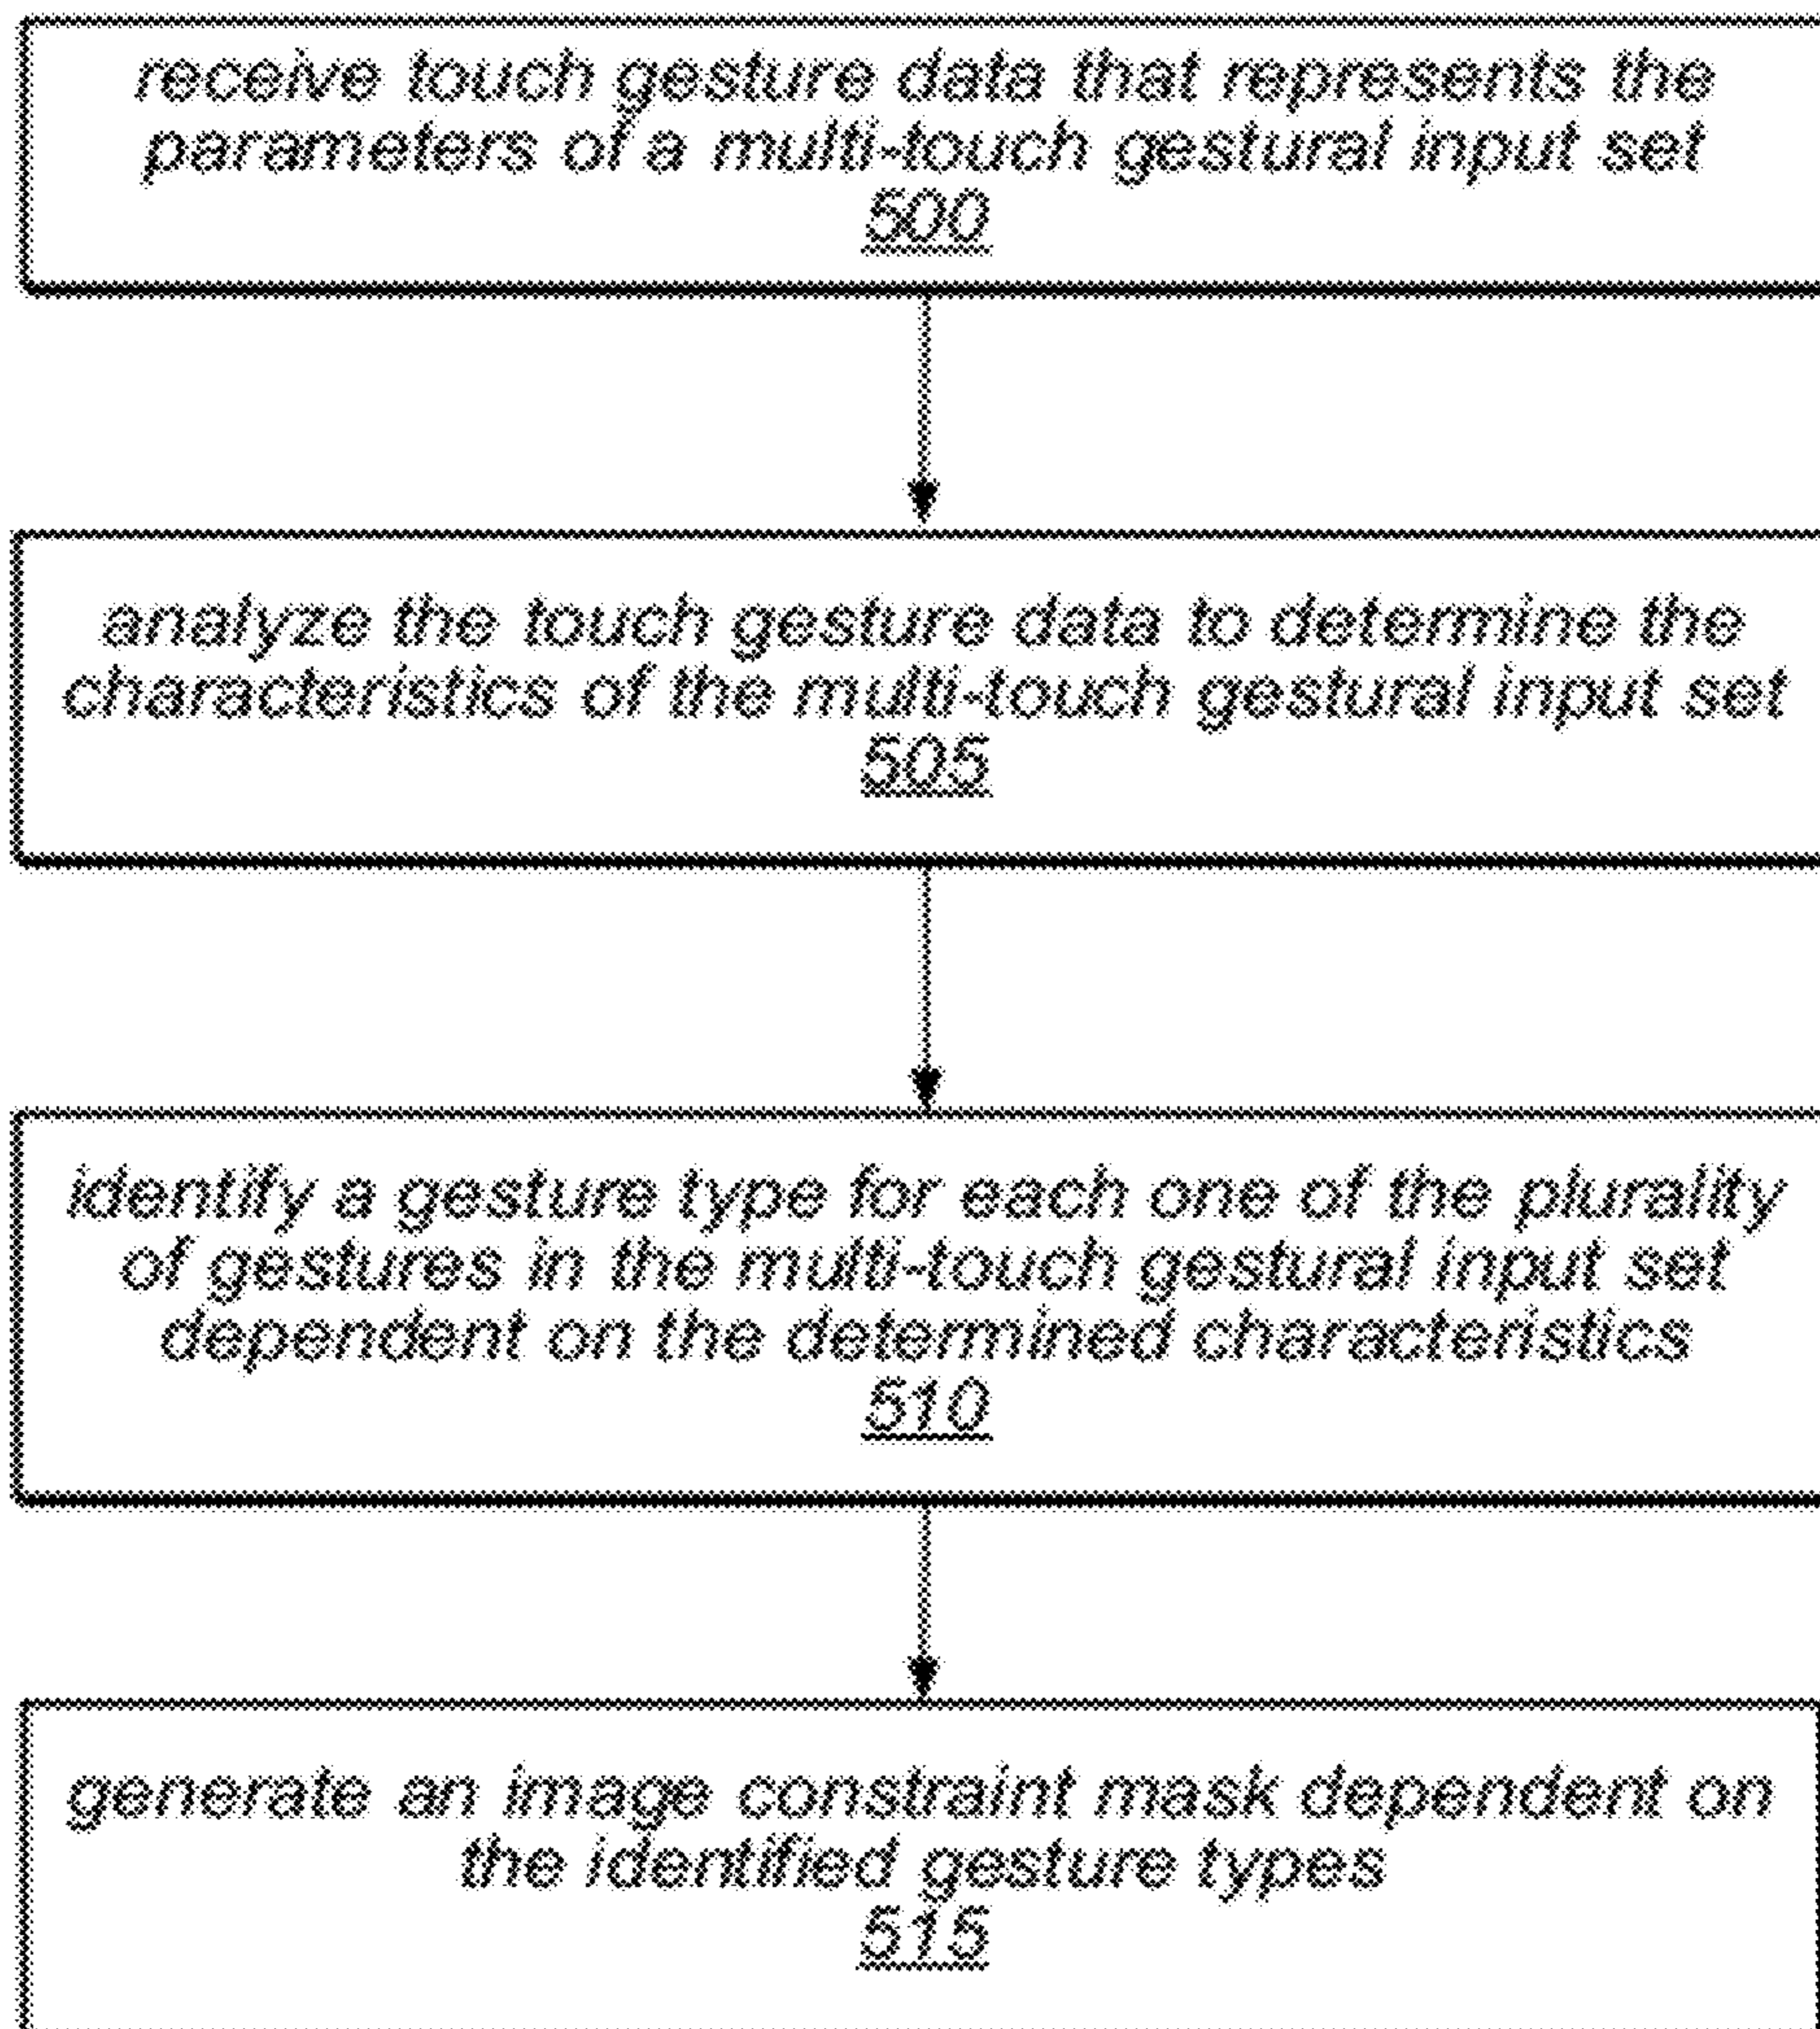 receive touch gesture data that represents the
parameters of a multi-touch gestural input set
500
analyze the touch gesture data to determine the
characteristics of the multi-touch gestural input set
505
identify a gesture type for each one of the plurality
of gestures in the multi-touch gestural input set
dependent on the determined characteristics
510
generate an image constraint mask dependent on
the identified gesture types
515